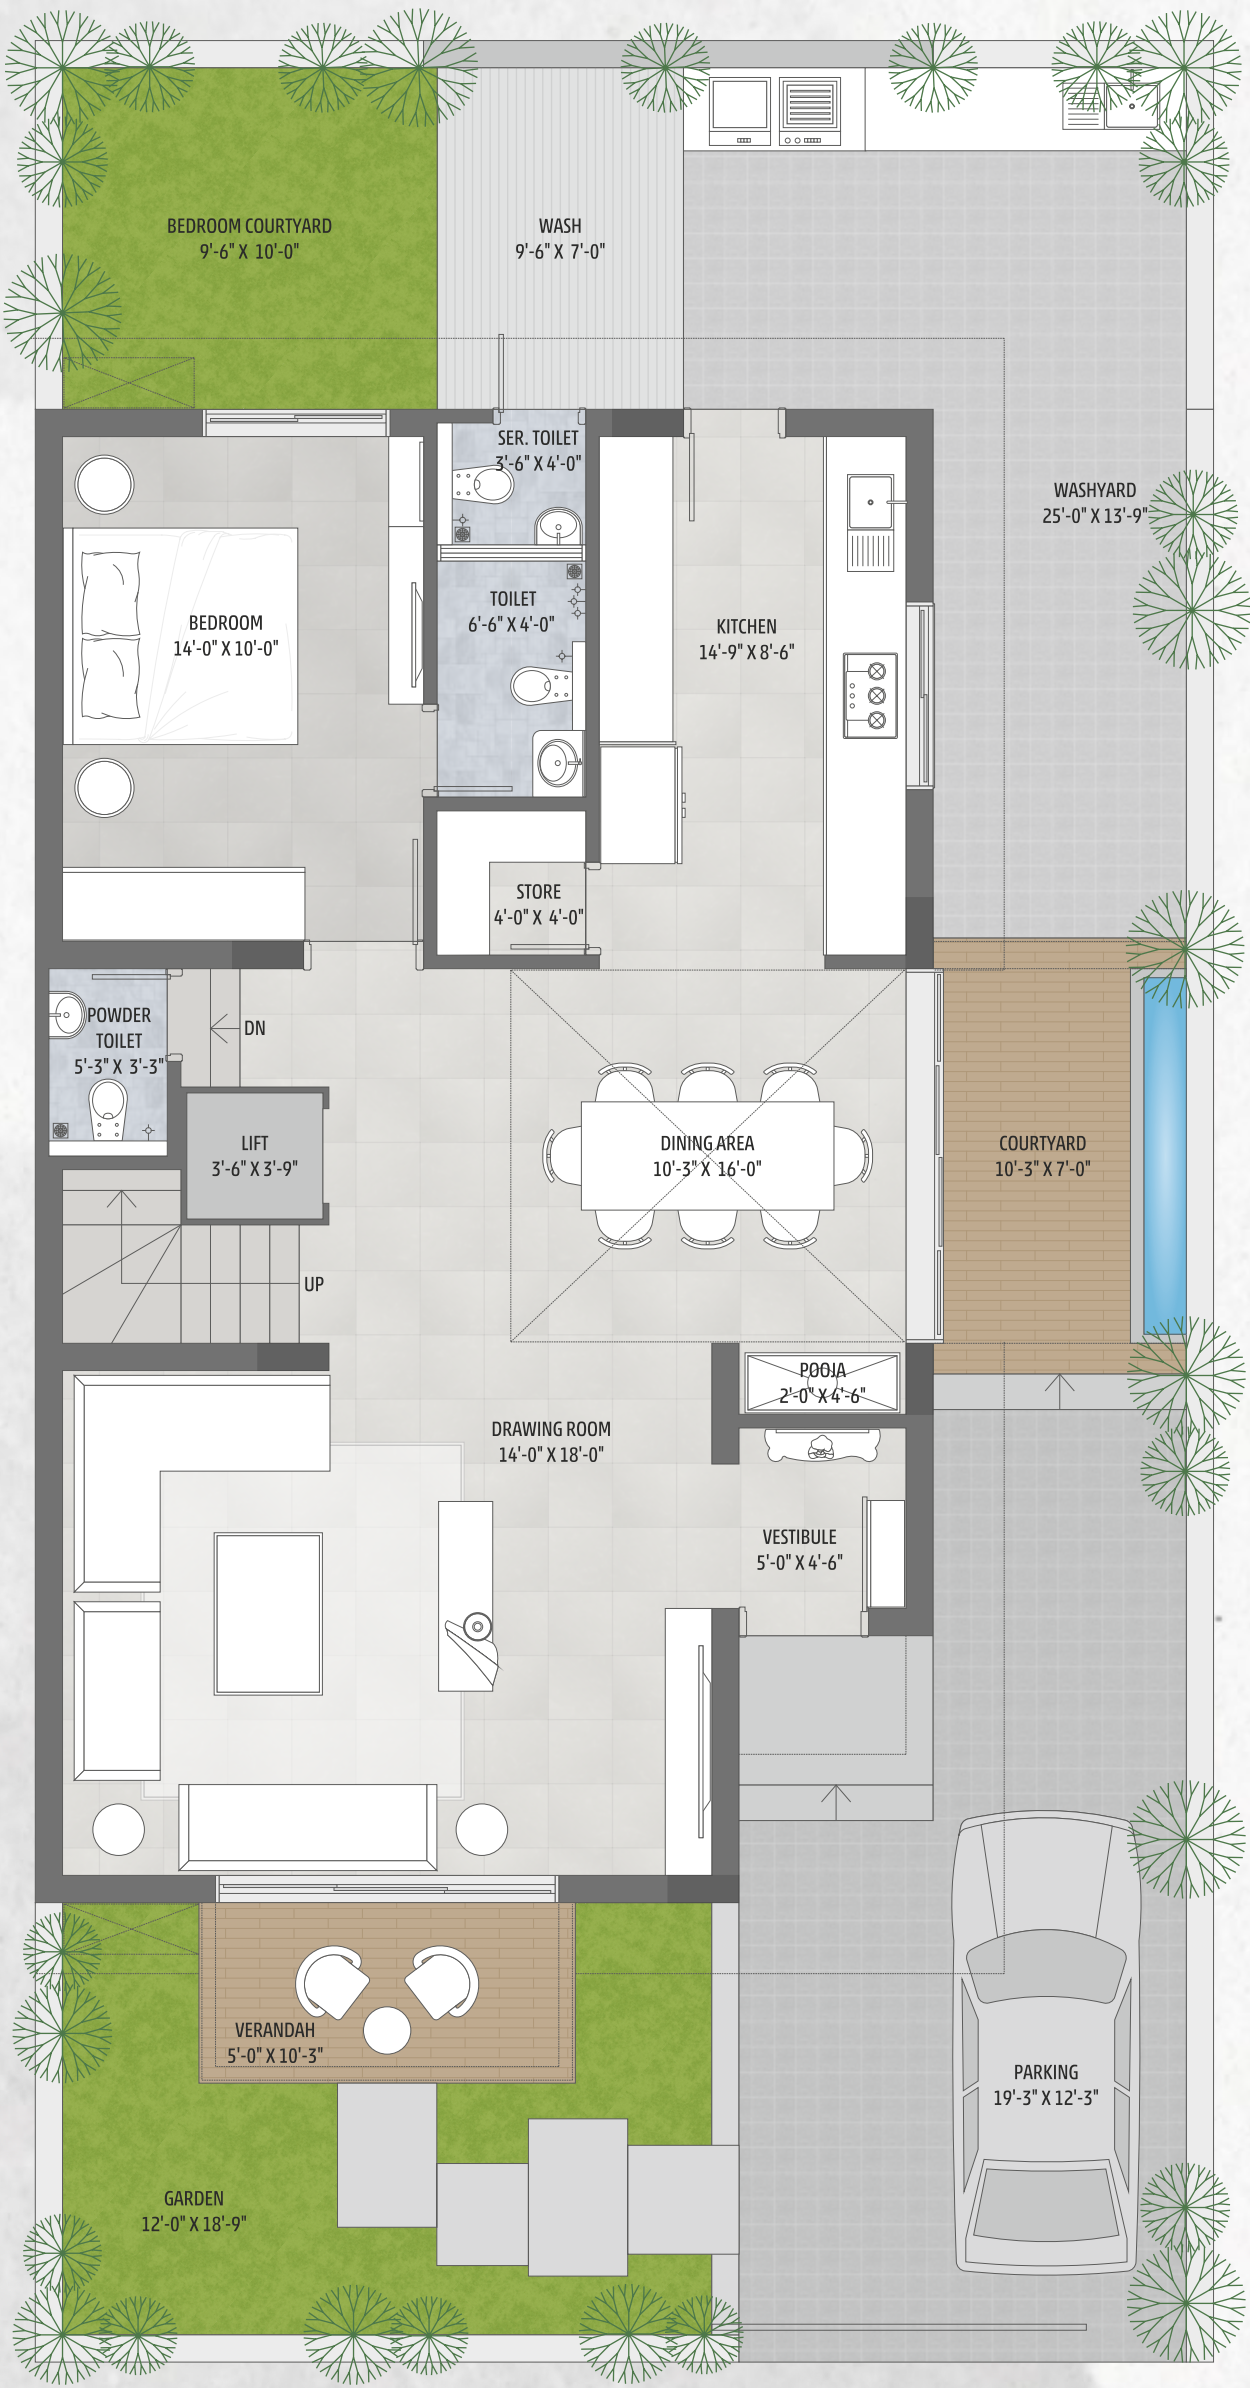 BEDROOM COURTYARD
9'-6" X 10'-0"
WASH
9'-6" X 7'-0"
SER. TOILET
3'-6" X 4'-0"
WASHYARD
25'-0" X 13'-9"
TOILET
6'-6" X 4'-0"
BEDROOM
14'-0" X 10'-0"
KITCHEN
14'-9" X 8'-6"
STORE
4'-0" X 4'-0"
POWDER
TOILET
5'-3" X 3'-3"
DN
LIFT
3'-6" X 3'-9"
DINING AREA
10'-3" X 16'-0"
COURTYARD
10'-3" X 7'-0"
UP
POOJA
2'-0" X 4'-6"
DRAWING ROOM
14'-0" X 18'-0"
VESTIBULE
5'-0" X 4'-6"
VERANDAH
5'-0" X 10'-3"
PARKING
19'-3" X 12'-3"
GARDEN
12'-0" X 18'-9"